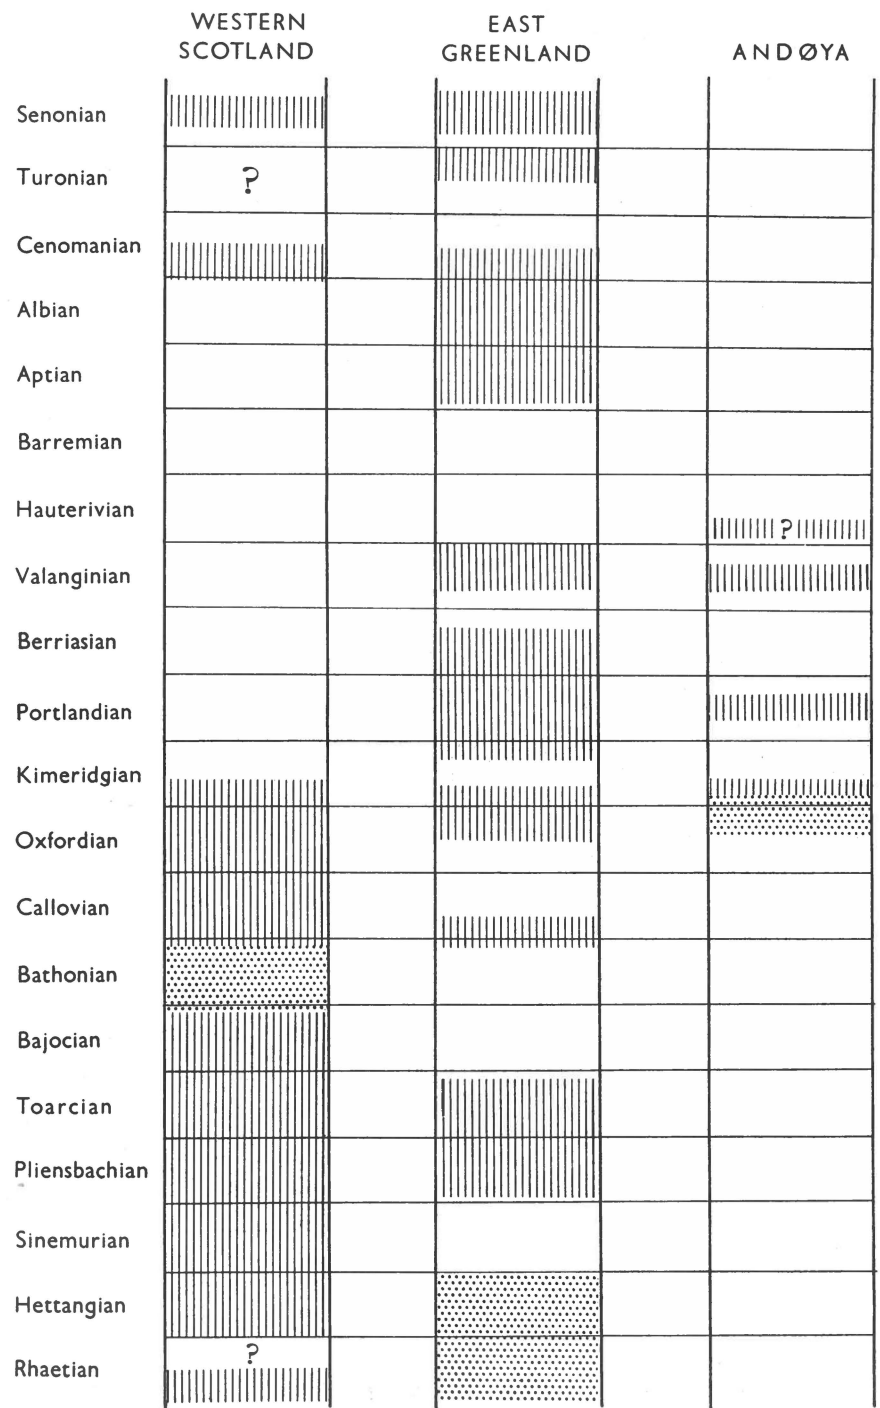 WESTERN
SCOTLAND
EAST
GREENLAND
ANDØYA
Senonian
Turonian
?
Cenomanian
Albian
Aptian
Barremian
Hauterivian
?
Valanginian
Berriasian
Portlandian
Kimeridgian
Oxfordian
Callovian
Bathonian
Bajocian
Toarcian
Pliensbachian
Sinemurian
Hettangian
Rhaetian
?